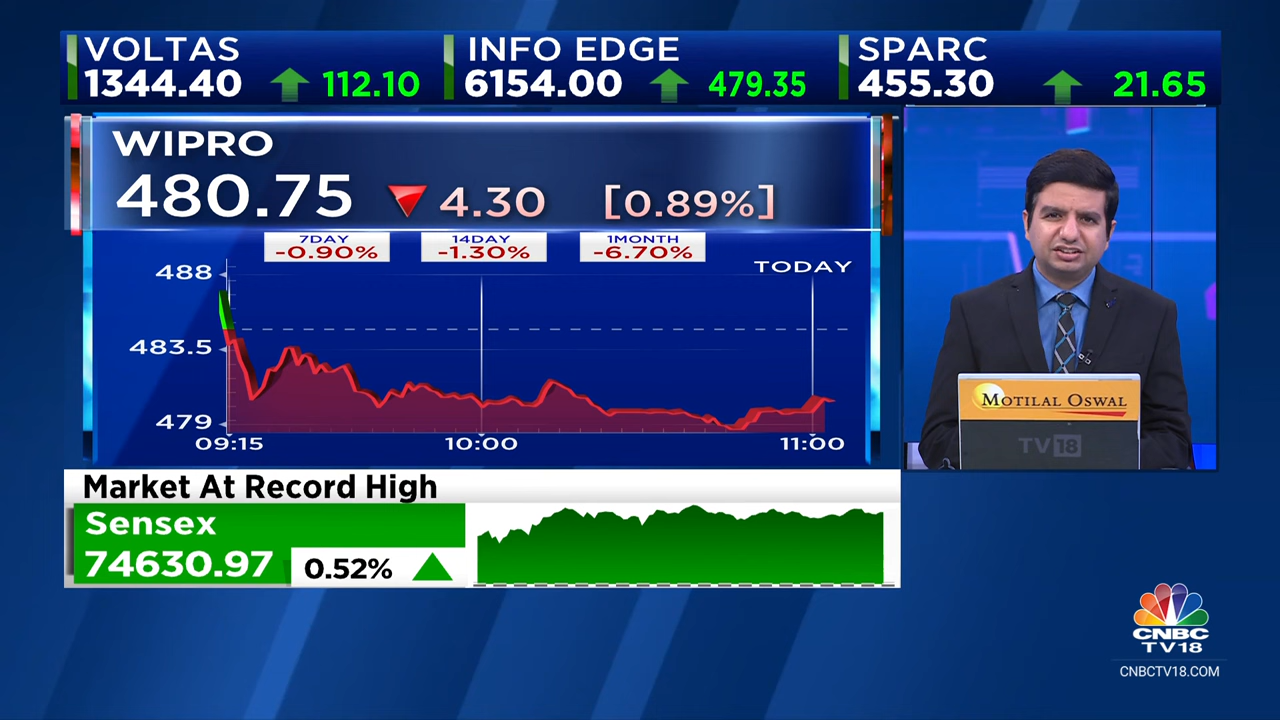 VOLTAS
1344.40 112.10
INFO EDGE
6154.00 479.35
SPARC
455.30 21.65
WIPRO
480.75 4.30 [0.89%]
7DAY
-0.90%
14DAY
-1.30%
1MONTH
-6.70%
TODAY
488
483.5
479
09:15 10:00 11:00
MOTILAL OSWAL
TV18
Market At Record High
Sensex
74630.97 0.52%
CNBC
TV18
CNBCTV18.COM